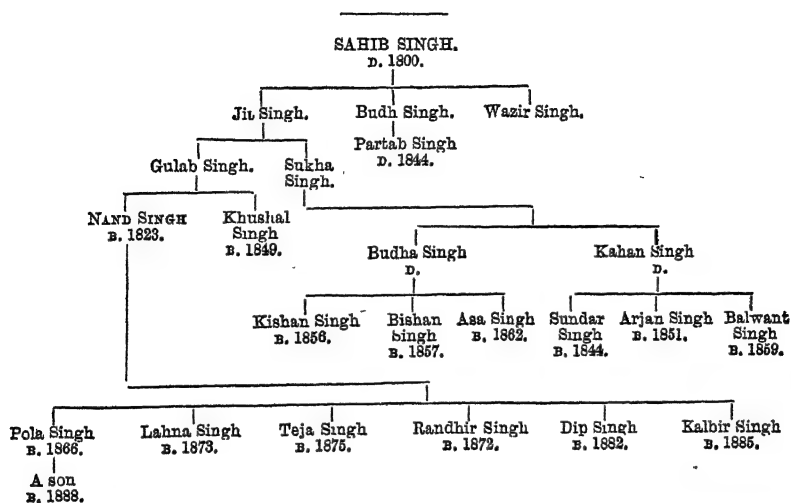 SAHIB SINGH.
D. 1800.
Jit Singh. Budh Singh. Wazir Singh.
Partab Singh
D. 1844.
Gulab Singh. Sukha
Singh.
NAND SINGH
B. 1823.
Khushal
Singh
B. 1849.
Budha Singh
D.
Kahan Singh
D.
Kishan Singh
B. 1856.
Bishan
Singh
B. 1857.
Asa Singh
B. 1862.
Sundar
Singh
B. 1844.
Arjan Singh
B. 1851.
Balwant
Singh
B. 1859.
Pola Singh
B. 1866.
Lahna Singh
B. 1873.
Teja Singh
B. 1875.
Randhir Singh
B. 1872.
Dip Singh
B. 1882.
Kalbir Singh
B. 1885.
A son
B. 1888.